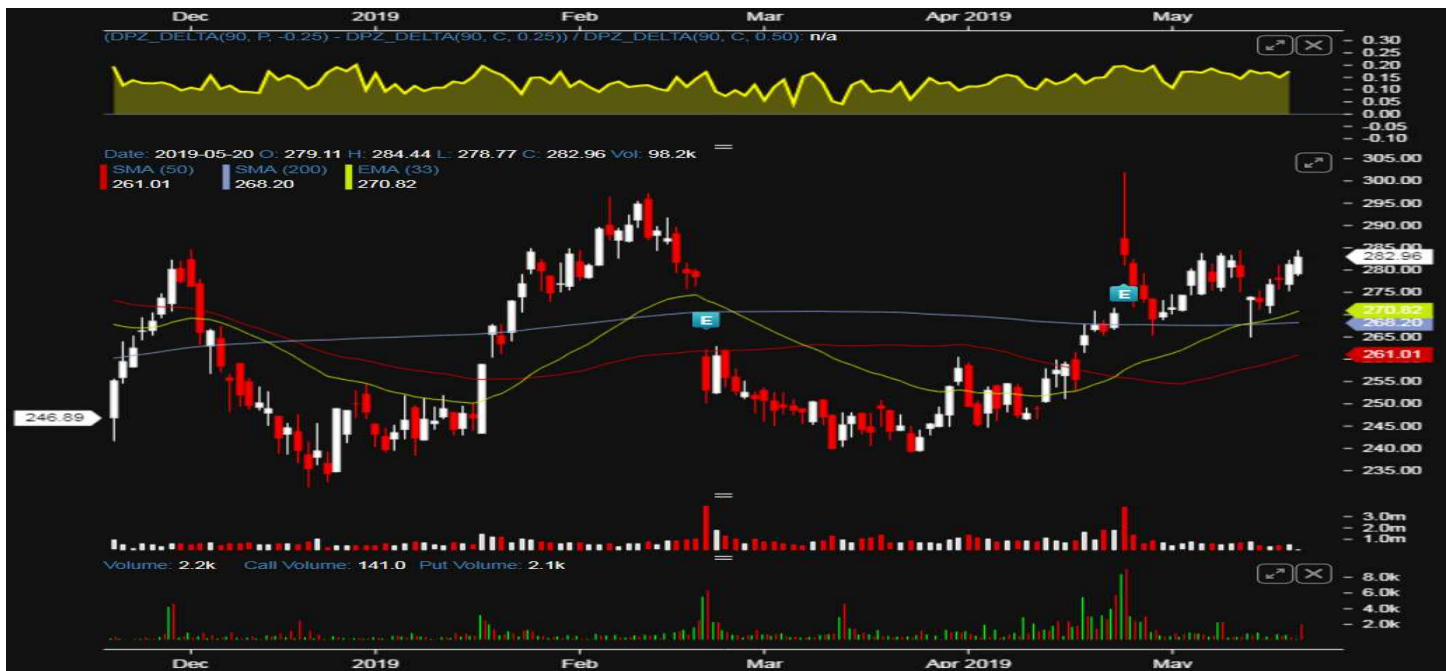 Dec 2019 Feb Mar Apr 2019 May
(DPZ_DELTA(90, P, -0.25) - DPZ_DELTA(90, C, 0.25)) / DPZ_DELTA(90, C, 0.50): n/a
0.30
0.25
0.20
0.15
0.10
0.05
0.00
-0.05
-0.10
Date: 2019-05-20 O: 279.11 H: 284.44 L: 278.77 C: 282.96 Vol: 98.2k
SMA (50) SMA (200) EMA (33)
261.01 268.20 270.82
305.00
300.00
295.00
290.00
285.00
282.96
280.00
275.00
270.82
268.20
265.00
261.01
255.00
250.00
246.89
245.00
240.00
235.00
E
E
3.0m
2.0m
1.0m
Volume: 2.2k Call Volume: 141.0 Put Volume: 2.1k
8.0k
6.0k
4.0k
2.0k
Dec 2019 Feb Mar Apr 2019 May